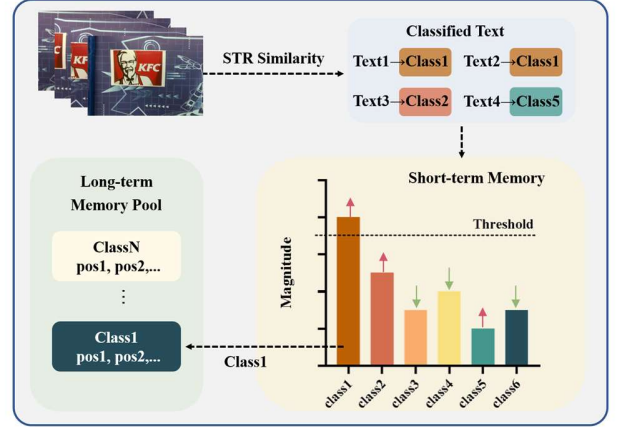 KFC
KFC
KFC
STR Similarity
Classified Text
Text1→Class1 Text2→Class1
Text3→Class2 Text4→Class5
Long-term
Memory Pool
ClassN
pos1, pos2,...
⋮
Class1
pos1, pos2,...
Class1
Short-term Memory
Threshold
Magnitude
class1 class2 class3 class4 class5 class6